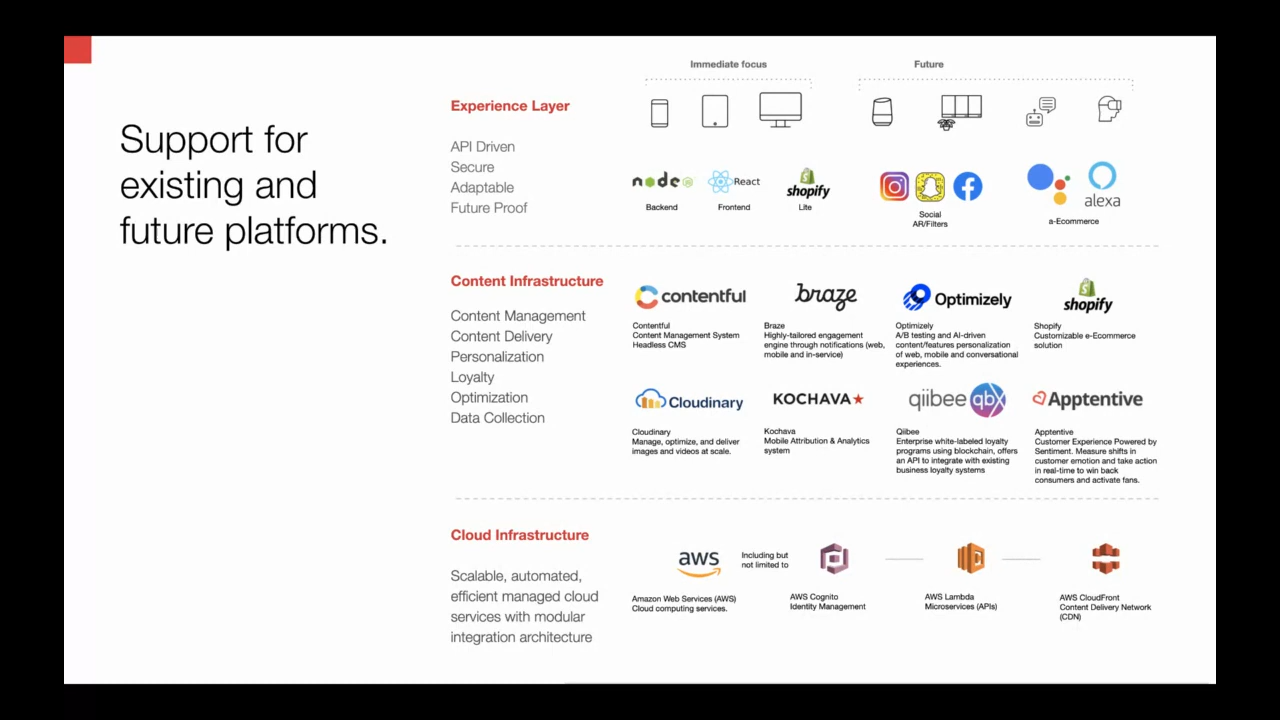 Support for
existing and
future platforms.
Immediate focus
Future
Experience Layer
API Driven
Secure
Adaptable
Future Proof
node JS
React
shopify
alexa
Backend
Frontend
Lite
Social
AR/Filters
a-Ecommerce
Content Infrastructure
Content Management
Content Delivery
Personalization
Loyalty
Optimization
Data Collection
contentful
Contentful
Content Management System
Headless CMS
braze
Braze
Highly-tailored engagement
engine through notifications (web,
mobile and in-service)
Optimizely
Optimizely
A/B testing and AI-driven
content/features personalization
of web, mobile and conversational
experiences.
shopify
Shopify
Customizable e-Ecommerce
solution
Cloudinary
Cloudinary
Manage, optimize, and deliver
images and videos at scale.
KOCHAVA
Kochava
Mobile Attribution & Analytics
system
qiibee qbx
Qiibee
Enterprise white-labeled loyalty
programs using blockchain, offers
an API to integrate with existing
business loyalty systems
Apptentive
Apptentive
Customer Experience Powered by
Sentiment. Measure shifts in
customer emotion and take action
in real-time to win back
consumers and activate fans.
Cloud Infrastructure
Scalable, automated,
efficient managed cloud
services with modular
integration architecture
aws
Amazon Web Services (AWS)
Cloud computing services.
Including but
not limited to
AWS Cognito
Identity Management
AWS Lambda
Microservices (APIs)
AWS CloudFront
Content Delivery Network
(CDN)